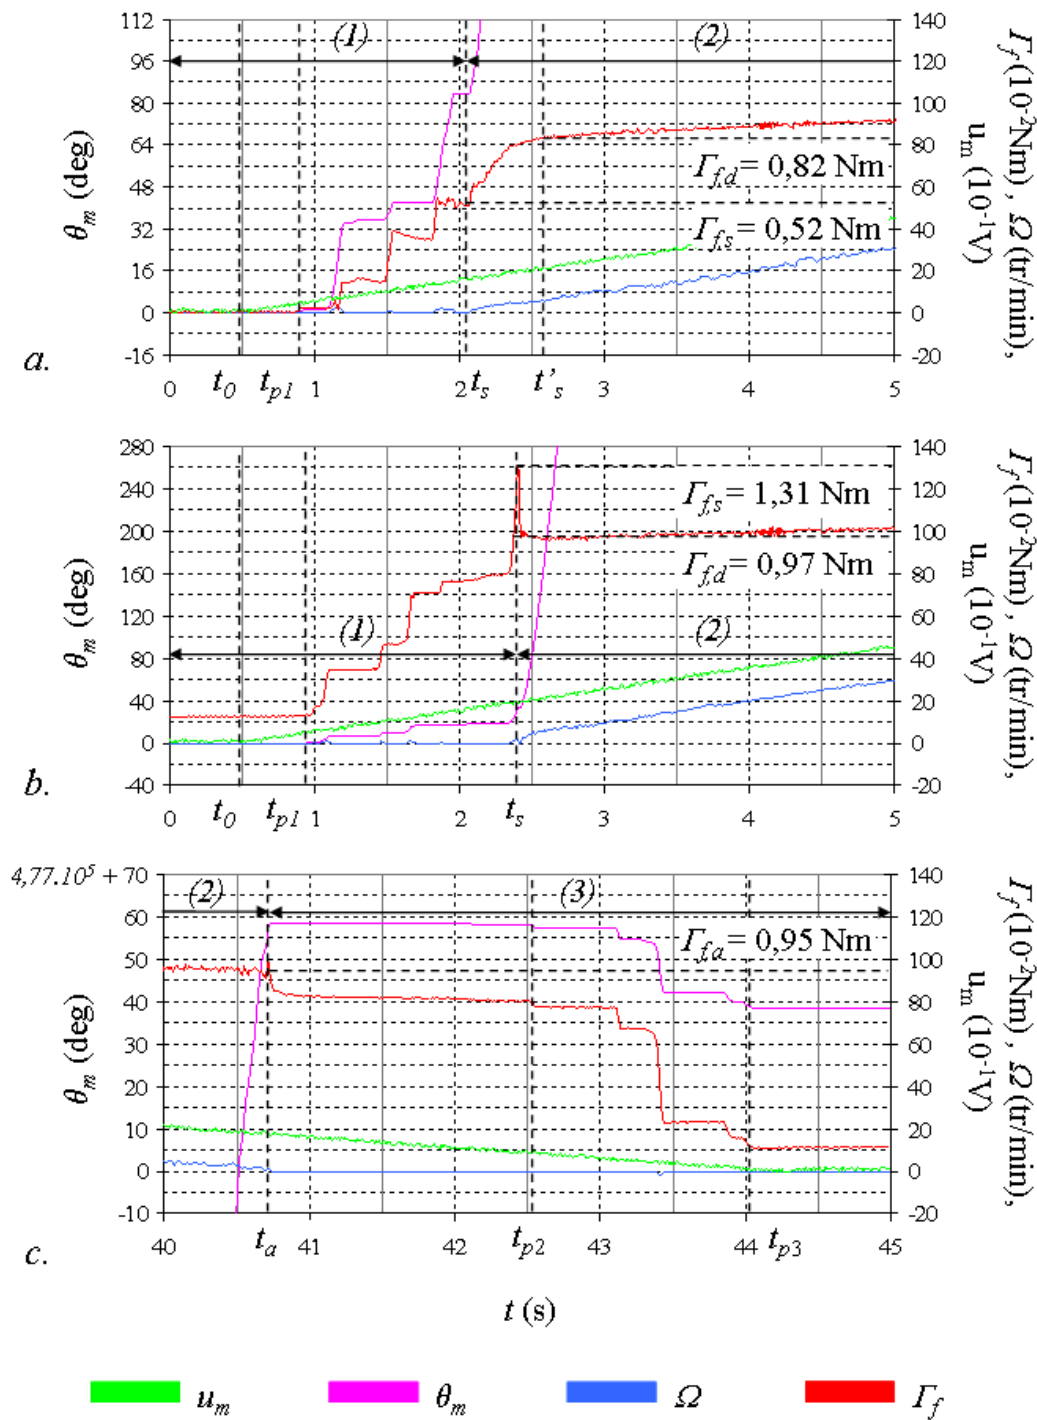 112 (1) (2) 140
96 120
80 100
64 80
Γf,d = 0,82 Nm
48 60
32 Γf,s = 0,52 Nm 40
16 20
0 0
-16 -20
θm (deg)
Γf (10⁻²Nm) , Ω (tr/min),
um (10⁻¹V)
a.
0 t0 tp1 1 2 ts t's 3 4 5
280 140
240 Γf,s = 1,31 Nm 120
200 100
160 Γf,d = 0,97 Nm 80
120 60
(1) (2)
80 40
40 20
0 0
-40 -20
θm (deg)
Γf (10⁻²Nm) , Ω (tr/min),
um (10⁻¹V)
b.
0 t0 tp1 1 2 ts 3 4 5
4,77.10⁵ + 70 140
(2) (3)
60 120
Γf,a = 0,95 Nm
50 100
40 80
30 60
20 40
10 20
0 0
-10 -20
θm (deg)
Γf (10⁻²Nm) , Ω (tr/min),
um (10⁻¹V)
c.
40 ta 41 42 tp2 43 44 tp3 45
t (s)
um θm Ω Γf